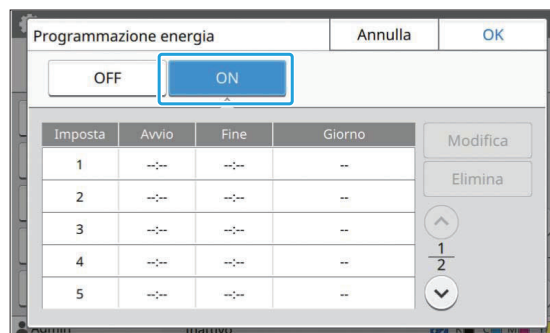 Programmazione energia Annulla OK
OFF ON
Imposta Avvio Fine Giorno Modifica
1 --:-- --:-- --
Elimina
2 --:-- --:-- --
3 --:-- --:-- --
4 --:-- --:-- -- 1
2
5 --:-- --:-- --